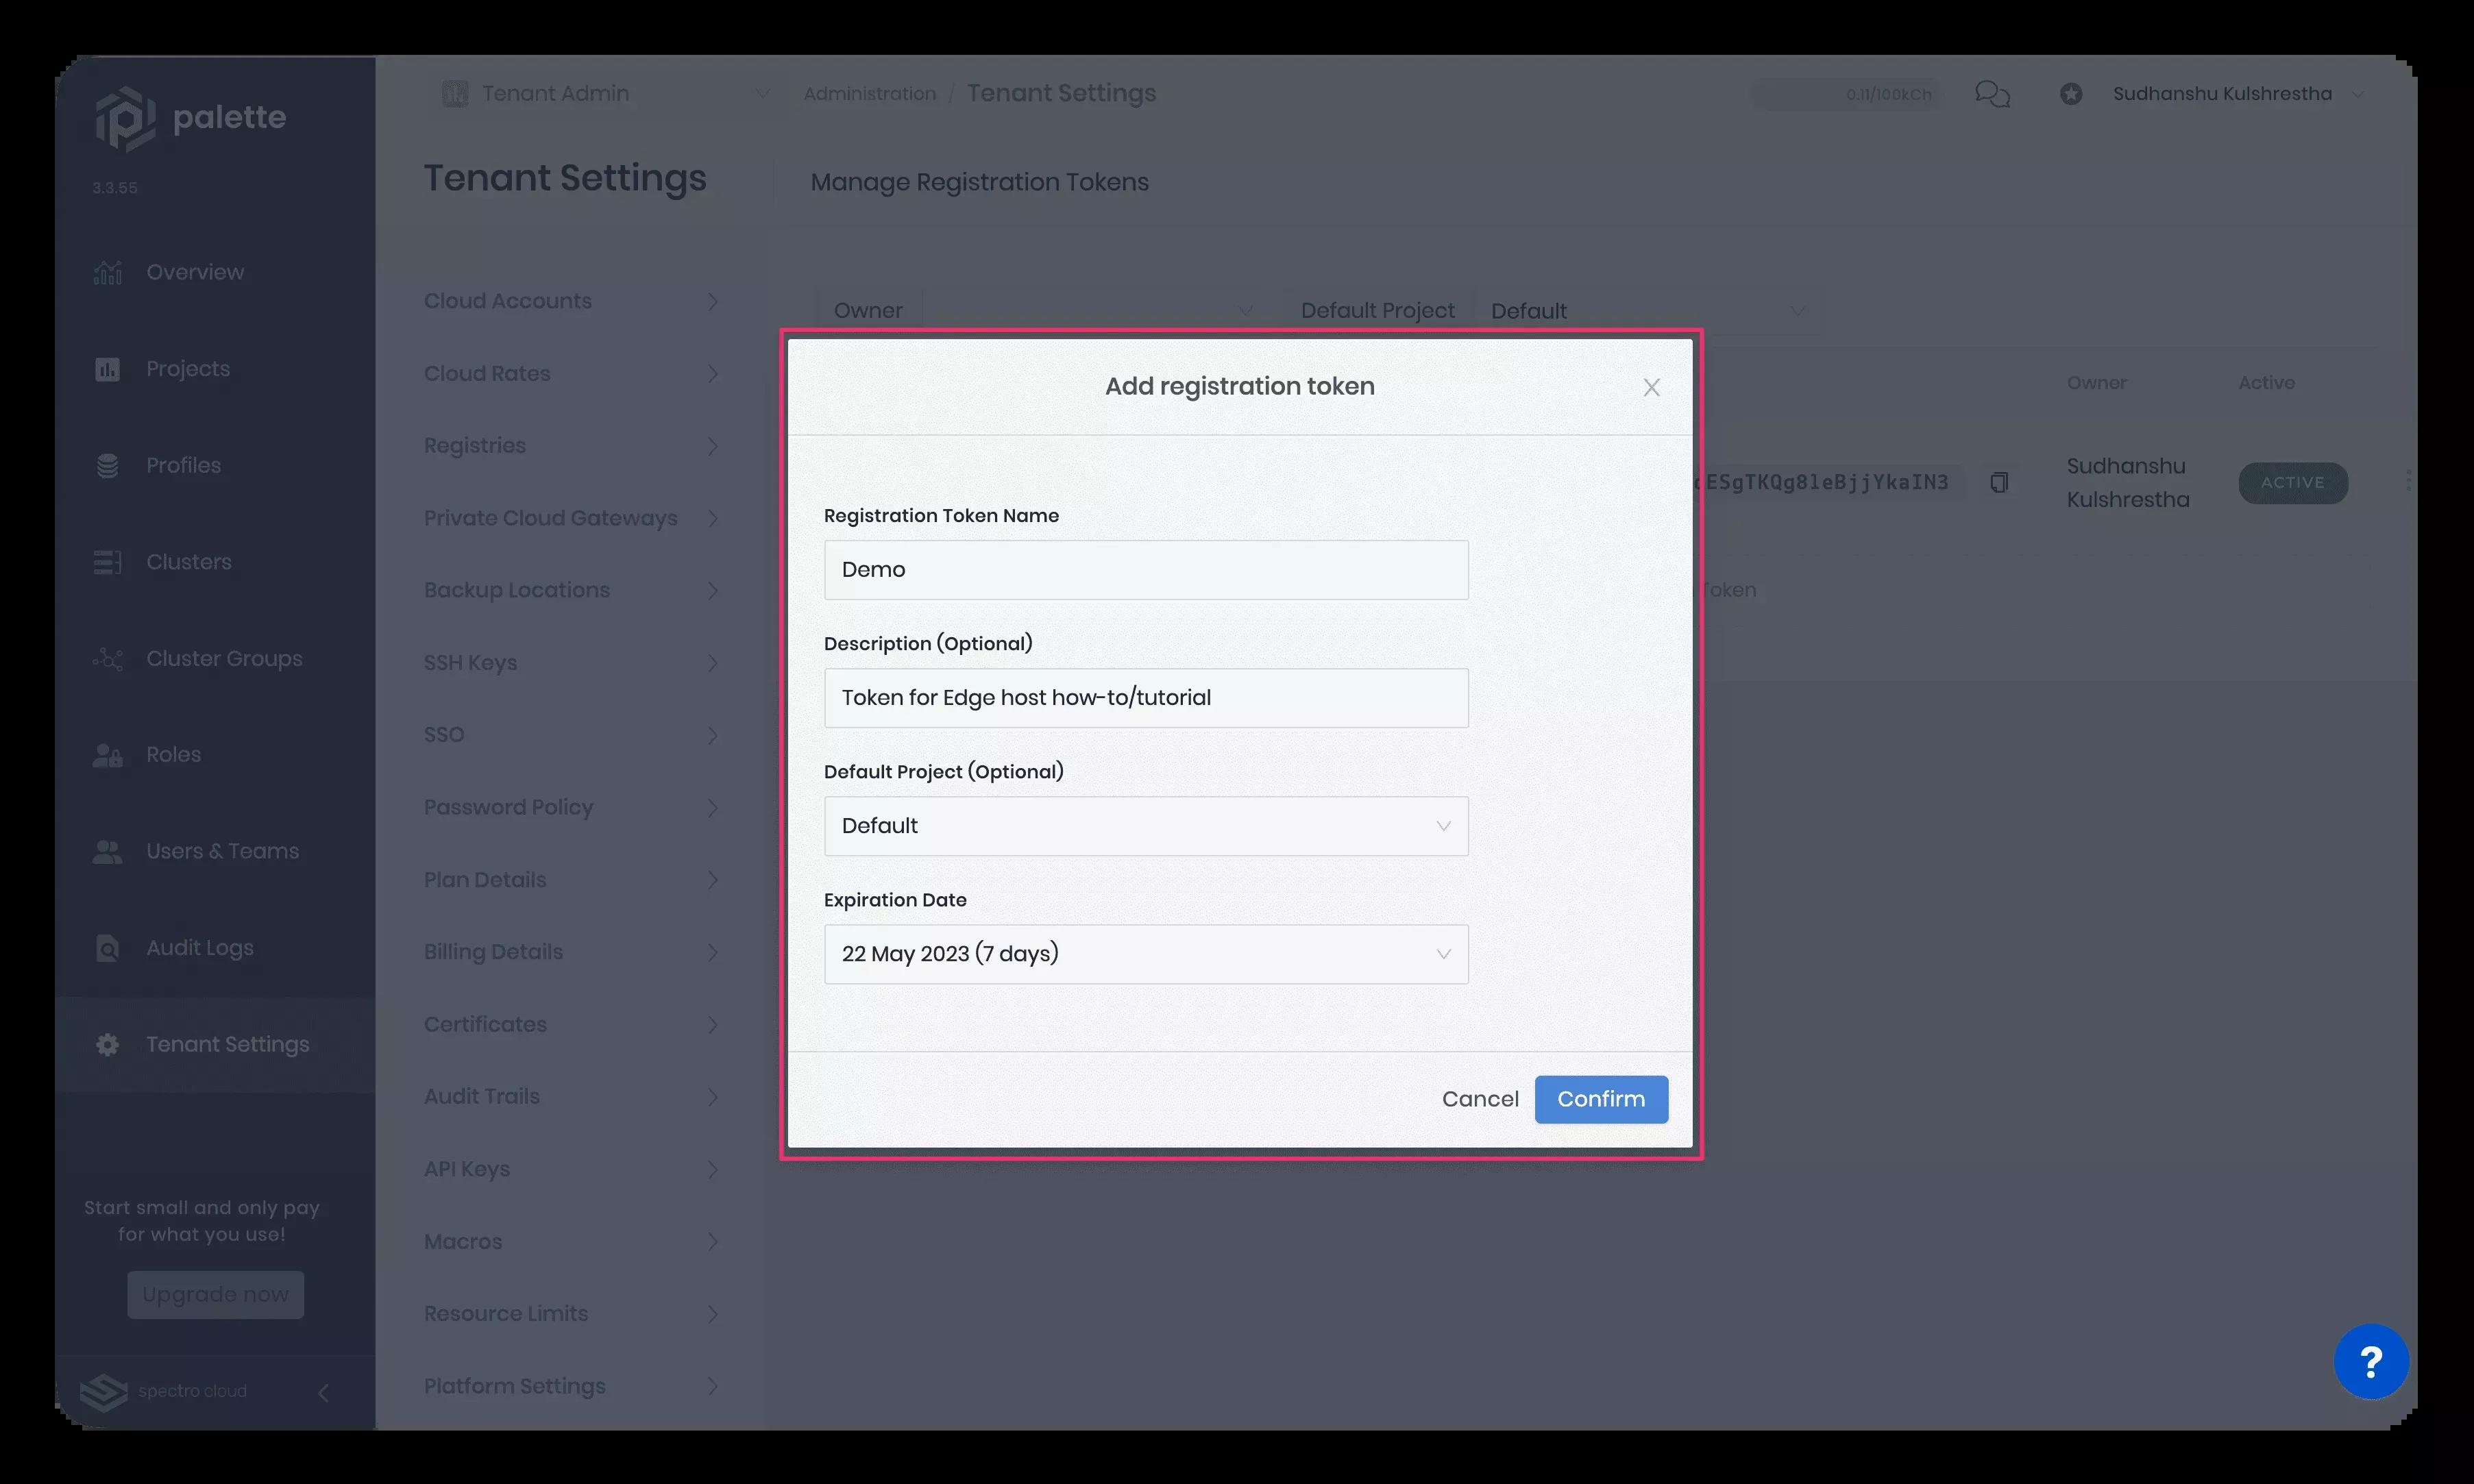 palette
3.3.55
Overview
Projects
Profiles
Clusters
Cluster Groups
Roles
Users & Teams
Audit Logs
Tenant Settings
Start small and only pay
for what you use!
Upgrade now
spectro cloud
Tenant Admin
Administration / Tenant Settings
0.11/100kCh
Sudhanshu Kulshrestha
Tenant Settings
Manage Registration Tokens
Cloud Accounts
Cloud Rates
Registries
Private Cloud Gateways
Backup Locations
SSH Keys
SSO
Password Policy
Plan Details
Billing Details
Certificates
Audit Trails
API Keys
Macros
Resource Limits
Platform Settings
Owner
Default Project Default
Owner Active
ESgTKQg8leBjjYkaIN3
Sudhanshu
Kulshrestha
ACTIVE
Token
Add registration token
X
Registration Token Name
Demo
Description (Optional)
Token for Edge host how-to/tutorial
Default Project (Optional)
Default
Expiration Date
22 May 2023 (7 days)
Cancel Confirm
?